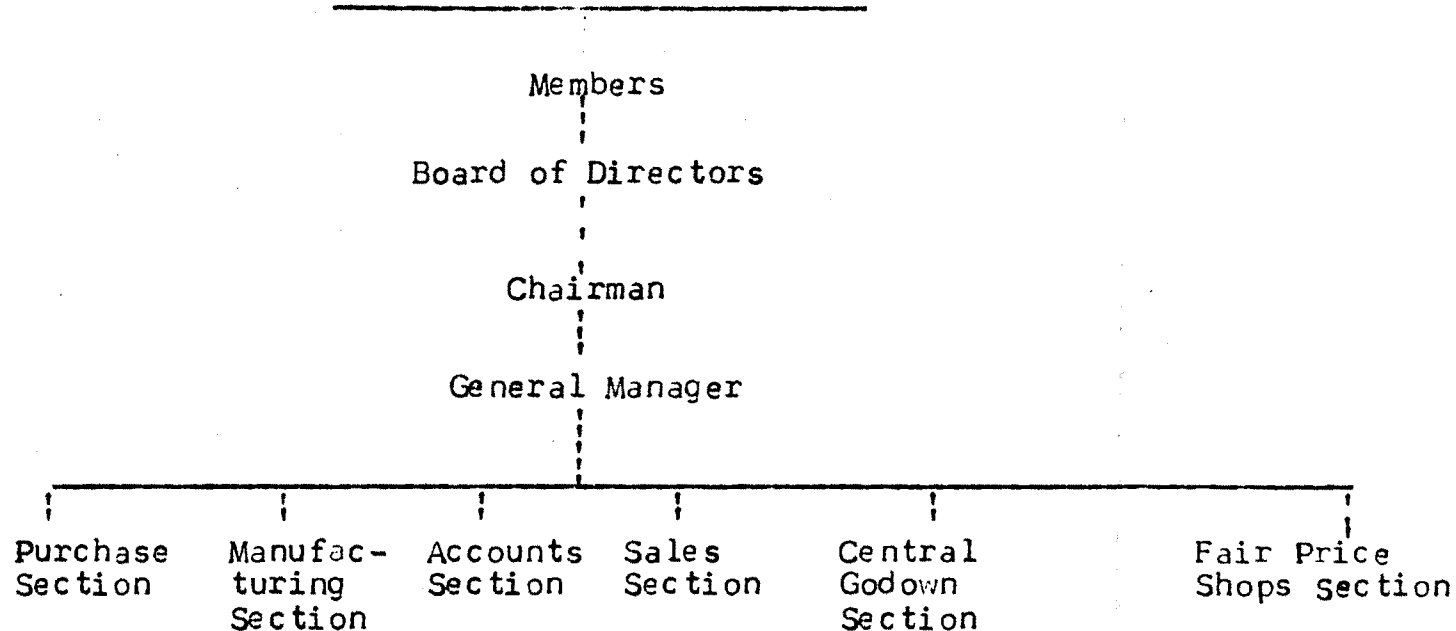 Members
Board of Directors
Chairman
General Manager
Purchase Section
Manufac-
turing
Section
Accounts
Section
Sales
Section
Central
Godown
Section
Fair Price
Shops Section